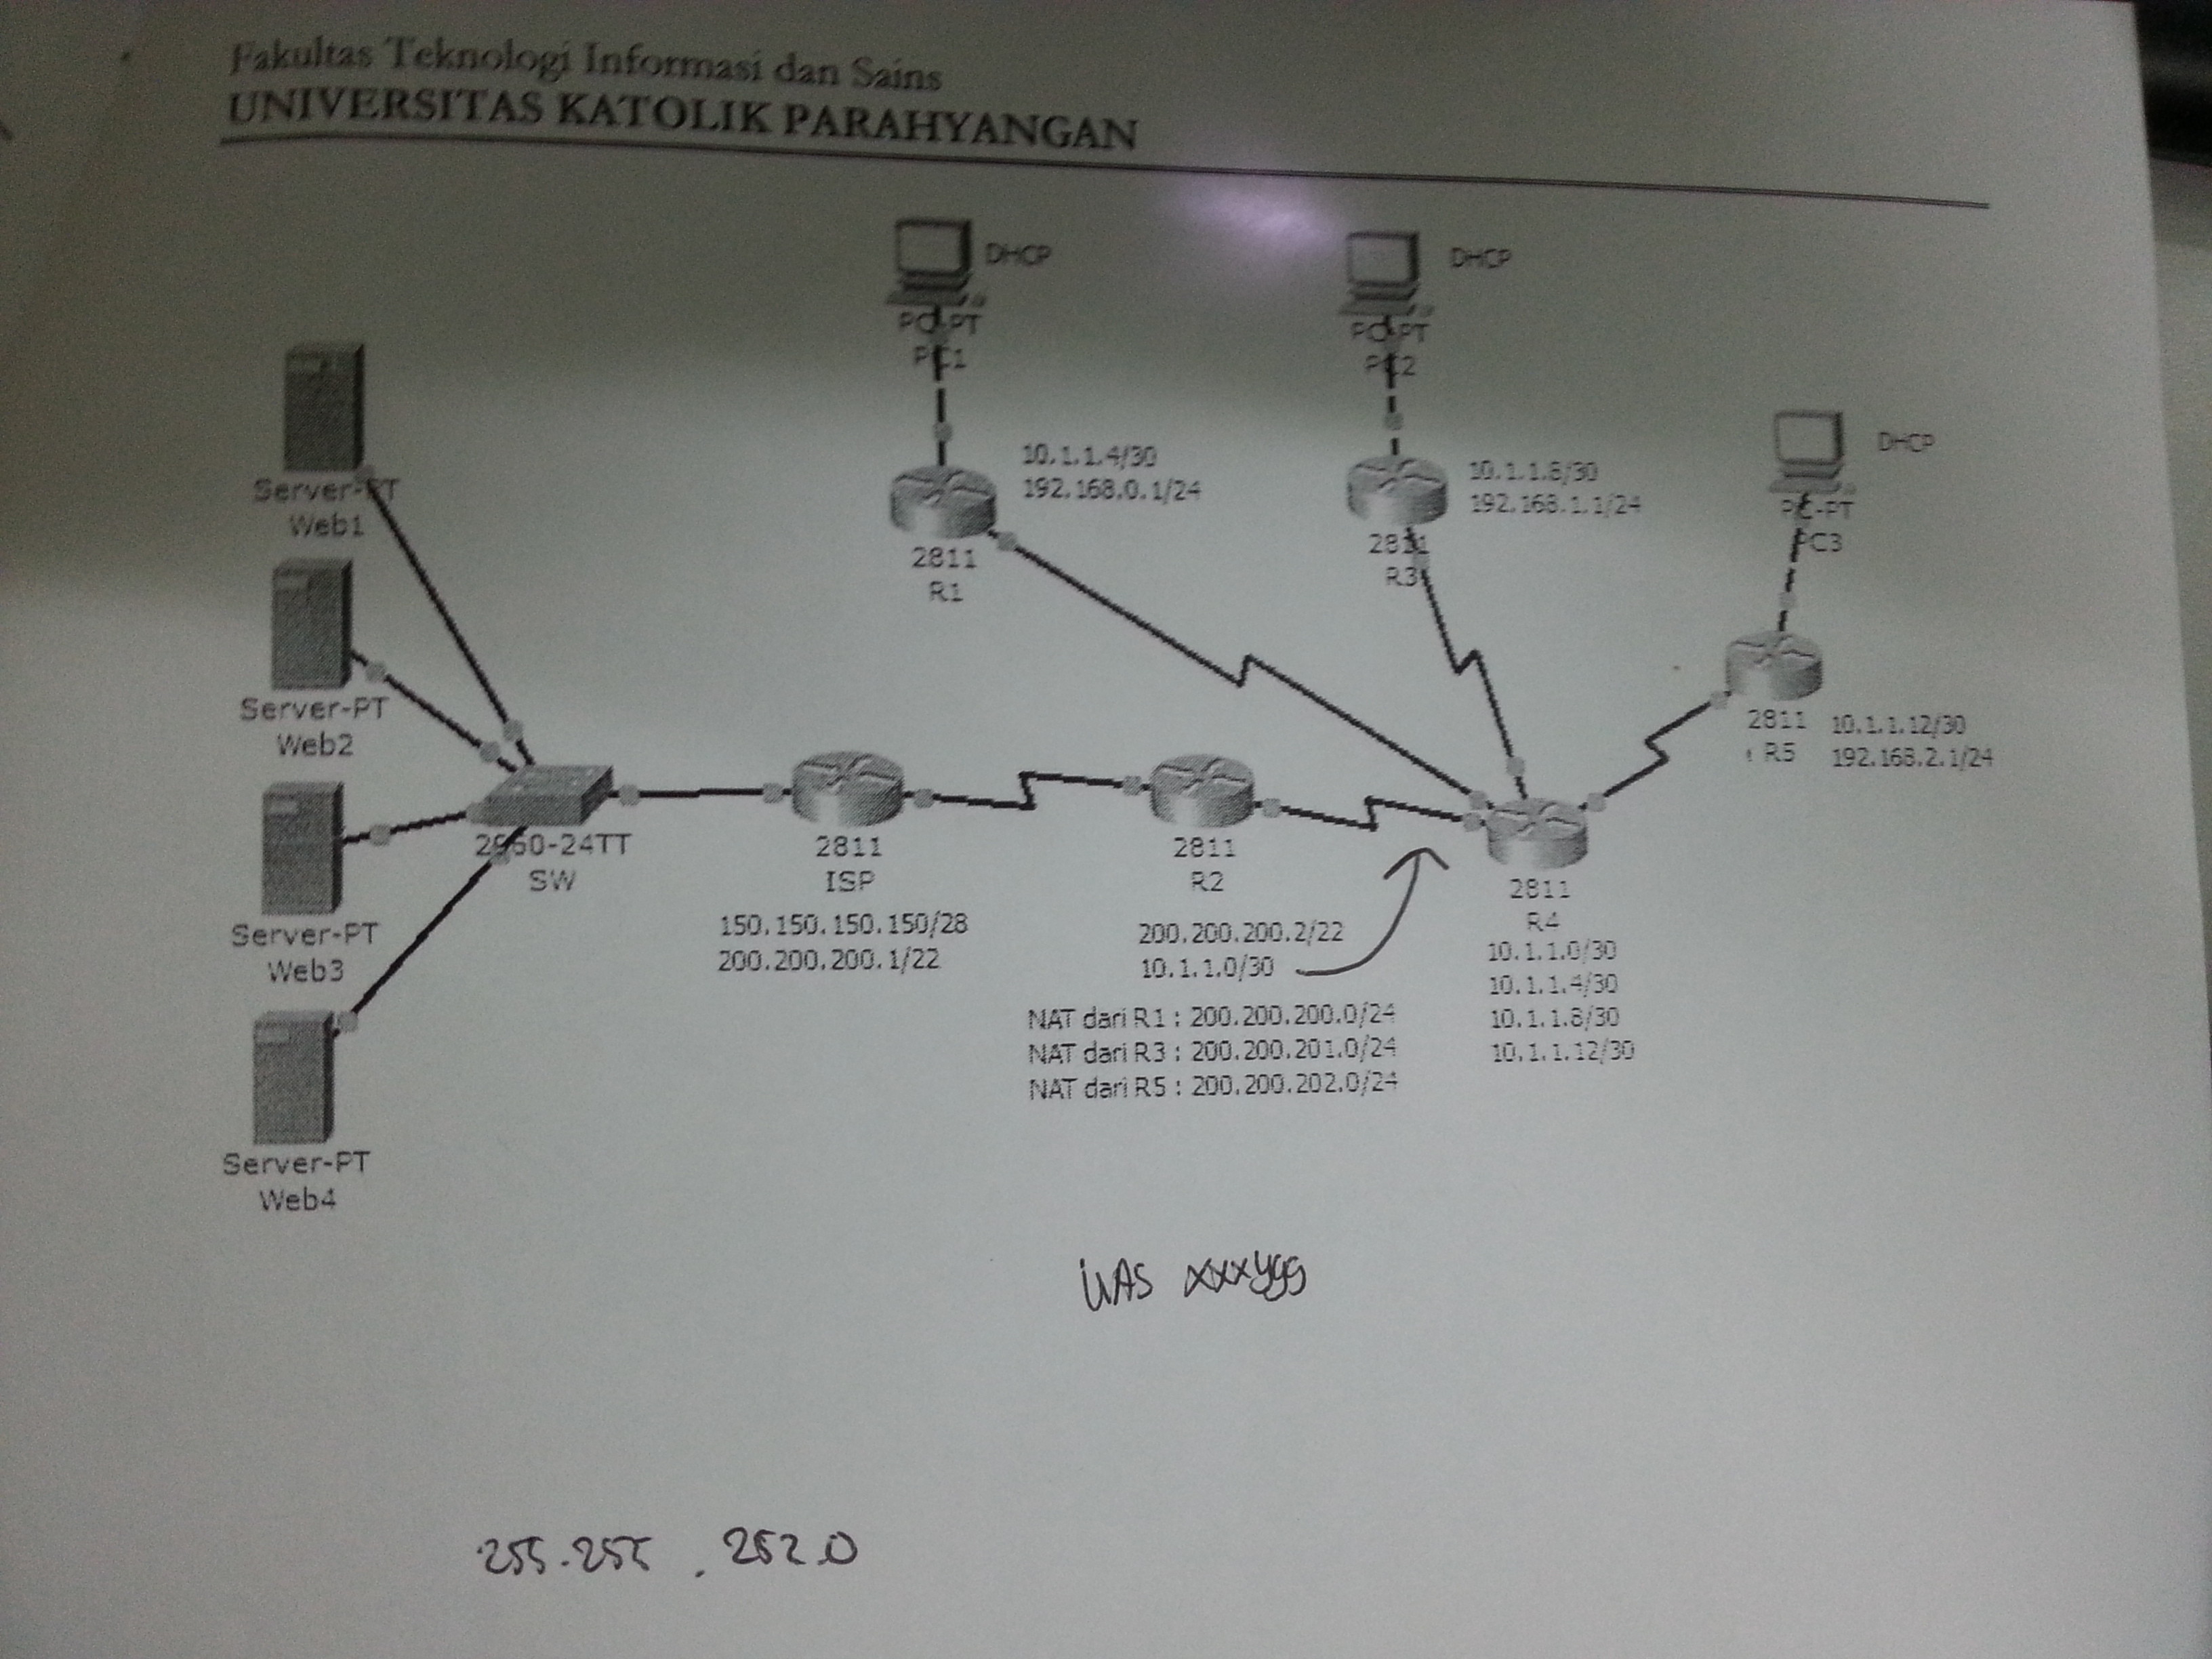 Fakultas Teknologi Informasi dan Sains
UNIVERSITAS KATOLIK PARAHYANGAN
DHCP
PC-PT
PC1
DHCP
PC-PT
PC2
DHCP
PC-PT
PC3
Server-PT
Web1
10.1.1.4/30
192.168.0.1/24
2811
R1
10.1.1.8/30
192.168.1.1/24
2811
R3
Server-PT
Web2
2811
R5
10.1.1.12/30
192.168.2.1/24
2960-24TT
SW
2811
ISP
150.150.150.150/28
200.200.200.1/22
2811
R2
200.200.200.2/22
10.1.1.0/30
NAT dari R1 : 200.200.200.0/24
NAT dari R3 : 200.200.201.0/24
NAT dari R5 : 200.200.202.0/24
2811
R4
10.1.1.0/30
10.1.1.4/30
10.1.1.8/30
10.1.1.12/30
Server-PT
Web3
Server-PT
Web4
UAS xxxyyy
255.255.252.0